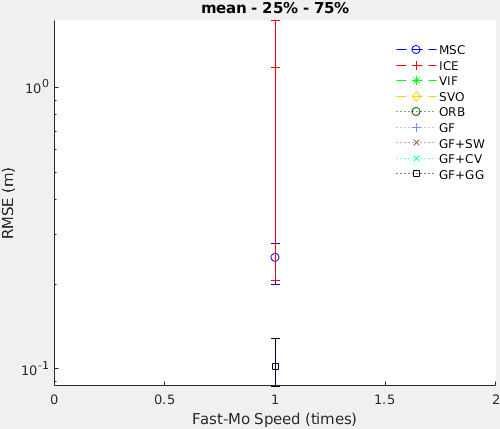 mean - 25% - 75%
MSC
ICE
VIF
SVO
ORB
GF
GF+SW
GF+CV
GF+GG
10^0
10^-1
RMSE (m)
0 0.5 1 1.5 2
Fast-Mo Speed (times)